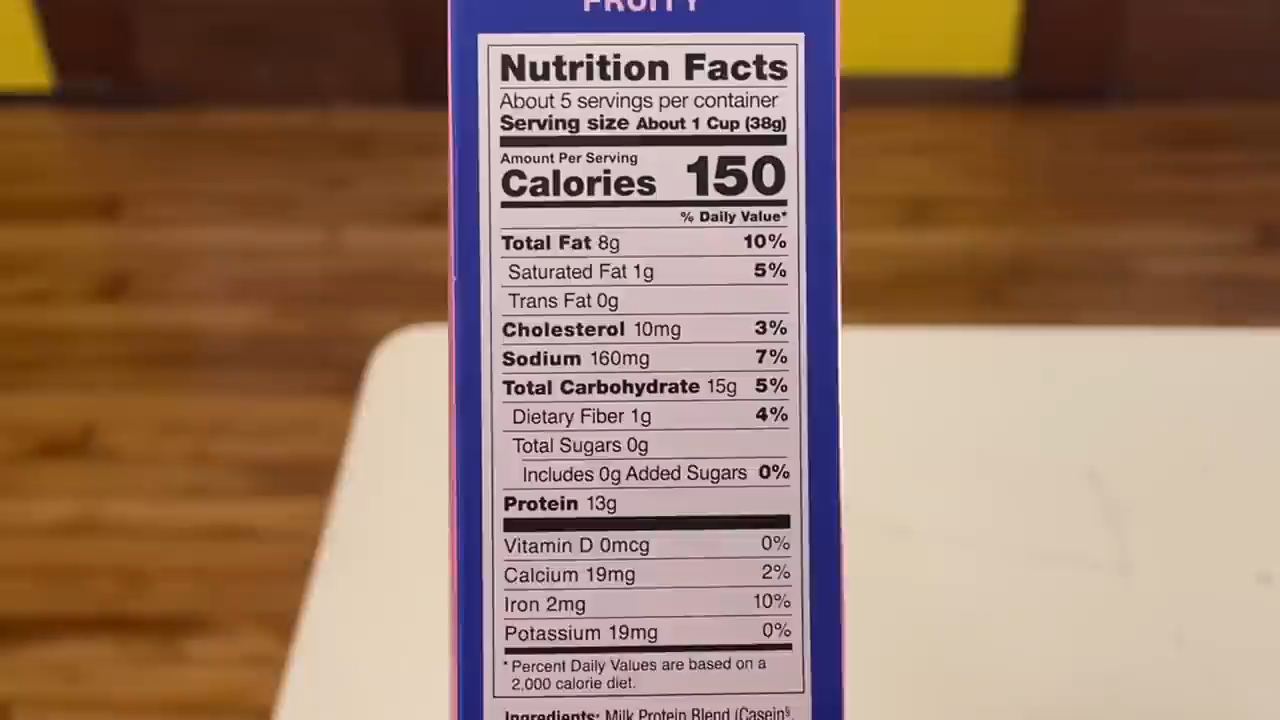 FRUITY
Nutrition Facts
About 5 servings per container
Serving size About 1 Cup (38g)
Amount Per Serving
Calories 150
% Daily Value*
Total Fat 8g 10%
Saturated Fat 1g 5%
Trans Fat 0g
Cholesterol 10mg 3%
Sodium 160mg 7%
Total Carbohydrate 15g 5%
Dietary Fiber 1g 4%
Total Sugars 0g
Includes 0g Added Sugars 0%
Protein 13g
Vitamin D 0mcg 0%
Calcium 19mg 2%
Iron 2mg 10%
Potassium 19mg 0%
* Percent Daily Values are based on a
2,000 calorie diet.
Ingredients: Milk Protein Blend (Casein§,